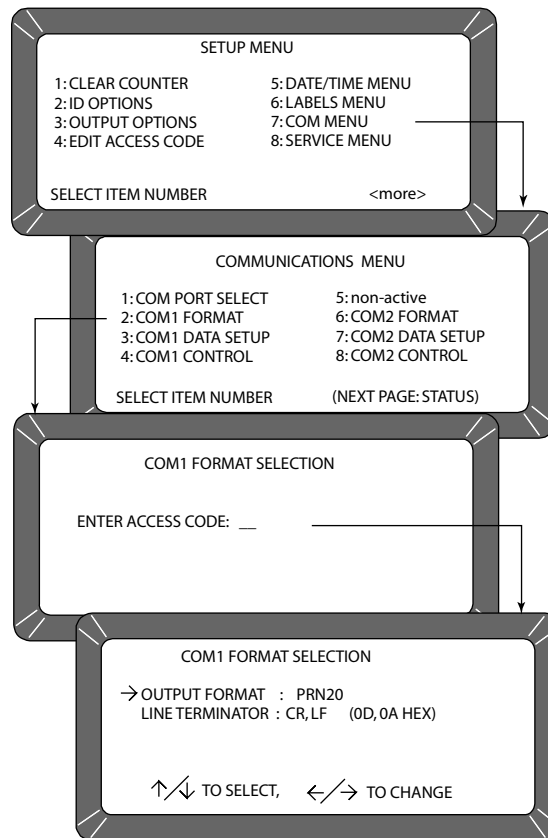 SETUP MENU
1: CLEAR COUNTER 5: DATE/TIME MENU
2: ID OPTIONS 6: LABELS MENU
3: OUTPUT OPTIONS 7: COM MENU
4: EDIT ACCESS CODE 8: SERVICE MENU
SELECT ITEM NUMBER <more>
COMMUNICATIONS MENU
1: COM PORT SELECT 5: non-active
2: COM1 FORMAT 6: COM2 FORMAT
3: COM1 DATA SETUP 7: COM2 DATA SETUP
4: COM1 CONTROL 8: COM2 CONTROL
SELECT ITEM NUMBER (NEXT PAGE: STATUS)
COM1 FORMAT SELECTION
ENTER ACCESS CODE: __
COM1 FORMAT SELECTION
→ OUTPUT FORMAT : PRN20
LINE TERMINATOR : CR, LF (0D, 0A HEX)
↑/↓ TO SELECT, ←/→ TO CHANGE